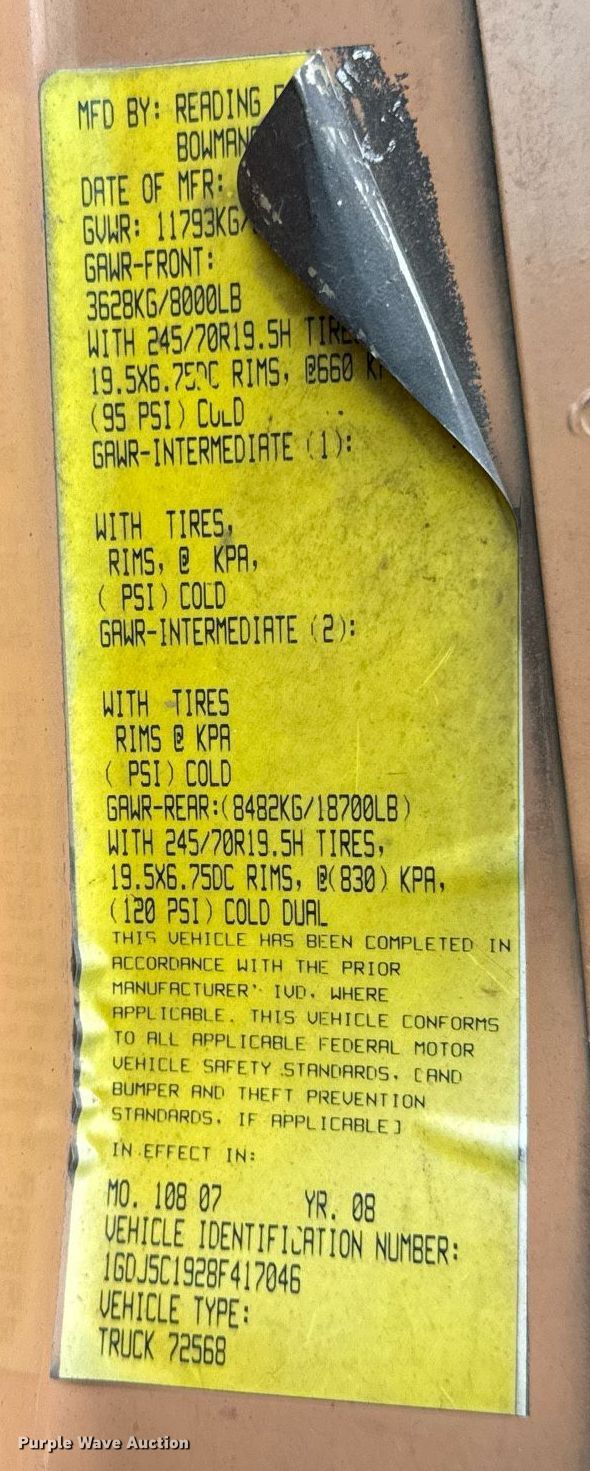 MFD BY: READING
BOWMANS
DATE OF MFR:
GVWR: 11793KG/
GAWR-FRONT:
3628KG/8000LB
WITH 245/70R19.5H TIRES
19.5X6.75DC RIMS, @660 KP
(95 PSI) COLD
GAWR-INTERMEDIATE (1):
WITH TIRES,
RIMS, @ KPA,
( PSI) COLD
GAWR-INTERMEDIATE (2):
WITH TIRES
RIMS @ KPA
( PSI) COLD
GAWR-REAR:(8482KG/18700LB)
WITH 245/70R19.5H TIRES,
19.5X6.75DC RIMS, @(830) KPA,
(120 PSI) COLD DUAL
THIS VEHICLE HAS BEEN COMPLETED IN
ACCORDANCE WITH THE PRIOR
MANUFACTURER' IVD, WHERE
APPLICABLE. THIS VEHICLE CONFORMS
TO ALL APPLICABLE FEDERAL MOTOR
VEHICLE SAFETY STANDARDS, [AND
BUMPER AND THEFT PREVENTION
STANDARDS, IF APPLICABLE]
IN EFFECT IN:
MO. 108 07 YR. 08
VEHICLE IDENTIFICATION NUMBER:
1GDJ5C1928F417046
VEHICLE TYPE:
TRUCK 72568
Purple Wave Auction